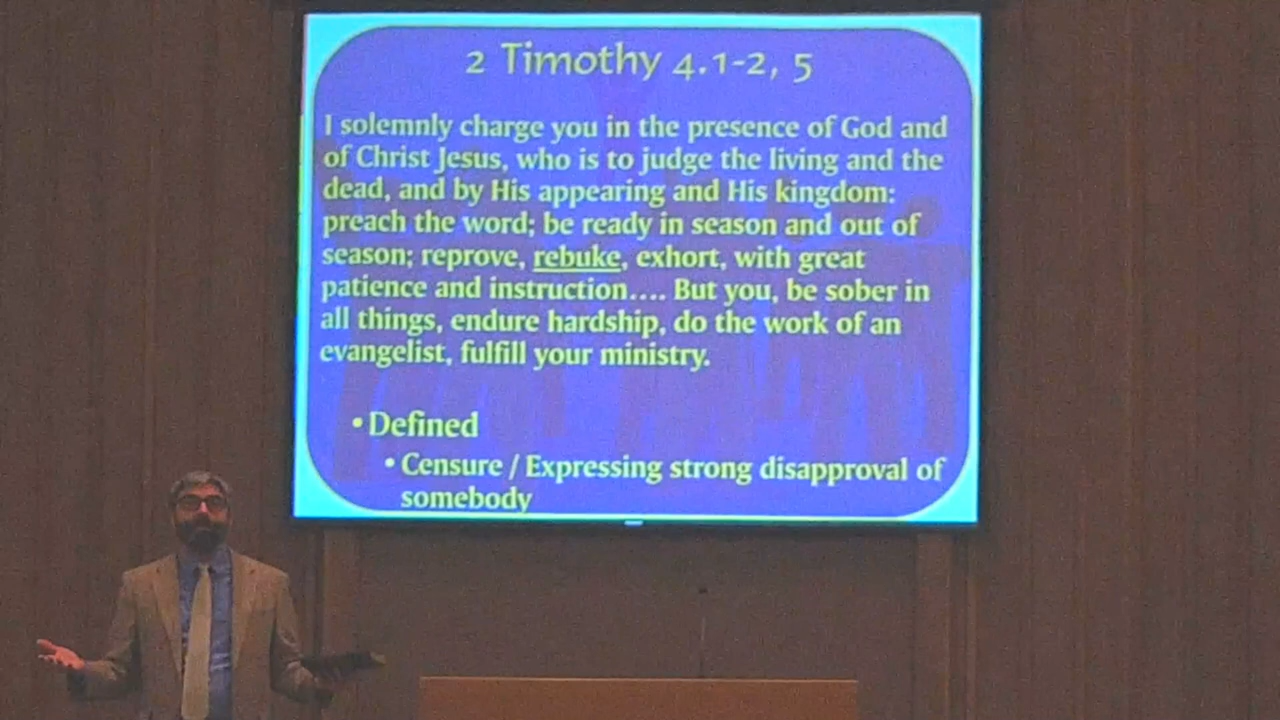 2 Timothy 4.1-2, 5
I solemnly charge you in the presence of God and
of Christ Jesus, who is to judge the living and the
dead, and by His appearing and His kingdom:
preach the word; be ready in season and out of
season; reprove, rebuke, exhort, with great
patience and instruction.... But you, be sober in
all things, endure hardship, do the work of an
evangelist, fulfill your ministry.
• Defined
• Censure / Expressing strong disapproval of
somebody